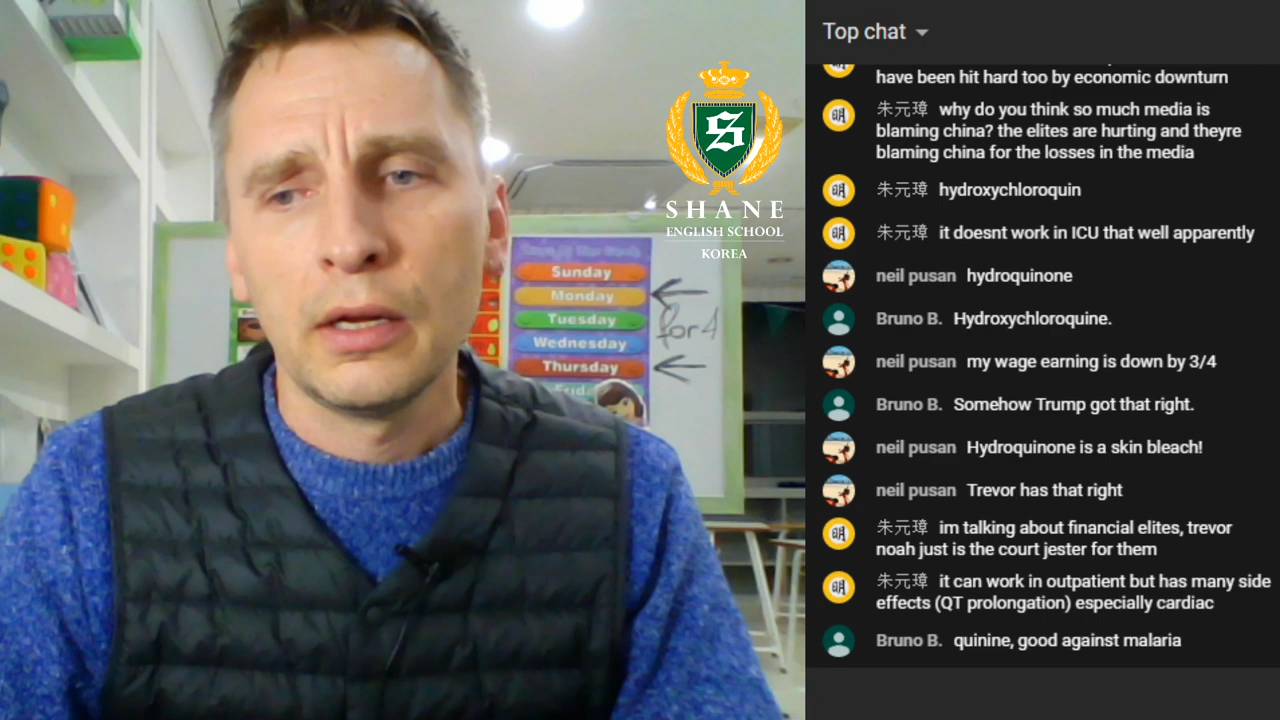 S
SHANE
ENGLISH SCHOOL
KOREA
Sunday
Monday
Tuesday
Wednesday
Thursday
Frid
for 4
Top chat
have been hit hard too by economic downturn
朱元璋 why do you think so much media is
blaming china? the elites are hurting and theyre
blaming china for the losses in the media
朱元璋 hydroxychloroquin
朱元璋 it doesnt work in ICU that well apparently
neil pusan hydroquinone
Bruno B. Hydroxychloroquine.
neil pusan my wage earning is down by 3/4
Bruno B. Somehow Trump got that right.
neil pusan Hydroquinone is a skin bleach!
neil pusan Trevor has that right
朱元璋 im talking about financial elites, trevor
noah just is the court jester for them
朱元璋 it can work in outpatient but has many side
effects (QT prolongation) especially cardiac
Bruno B. quinine, good against malaria